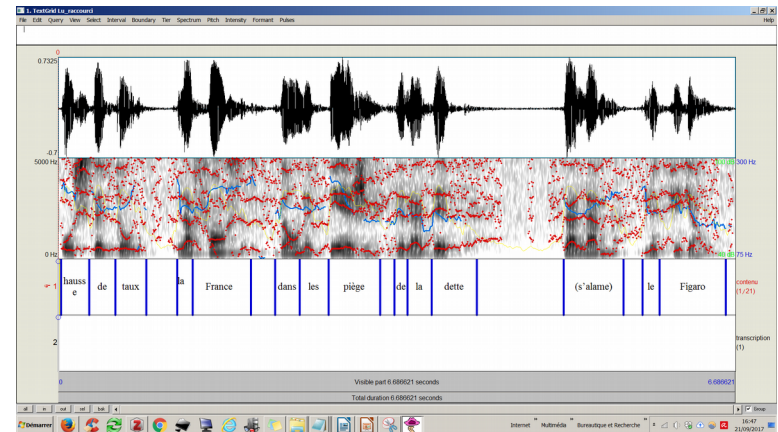 1. TextGrid Lu_raccourci
File Edit Query View Select Interval Boundary Tier Spectrum Pitch Intensity Formant Pulses Help
0
0.7325
-0.7
5000 Hz 300 Hz
0 Hz 75 Hz
1 hauss
e de taux la France dans les piège de la dette (s'alame) le Figaro contenu
(1/21)
2 transcription
(1)
0 Visible part 6.686621 seconds 6.686621
Total duration 6.686621 seconds
all in out sel bak Group
Démarrer Internet Multimédia Bureautique et Recherche 16:47
21/09/2017